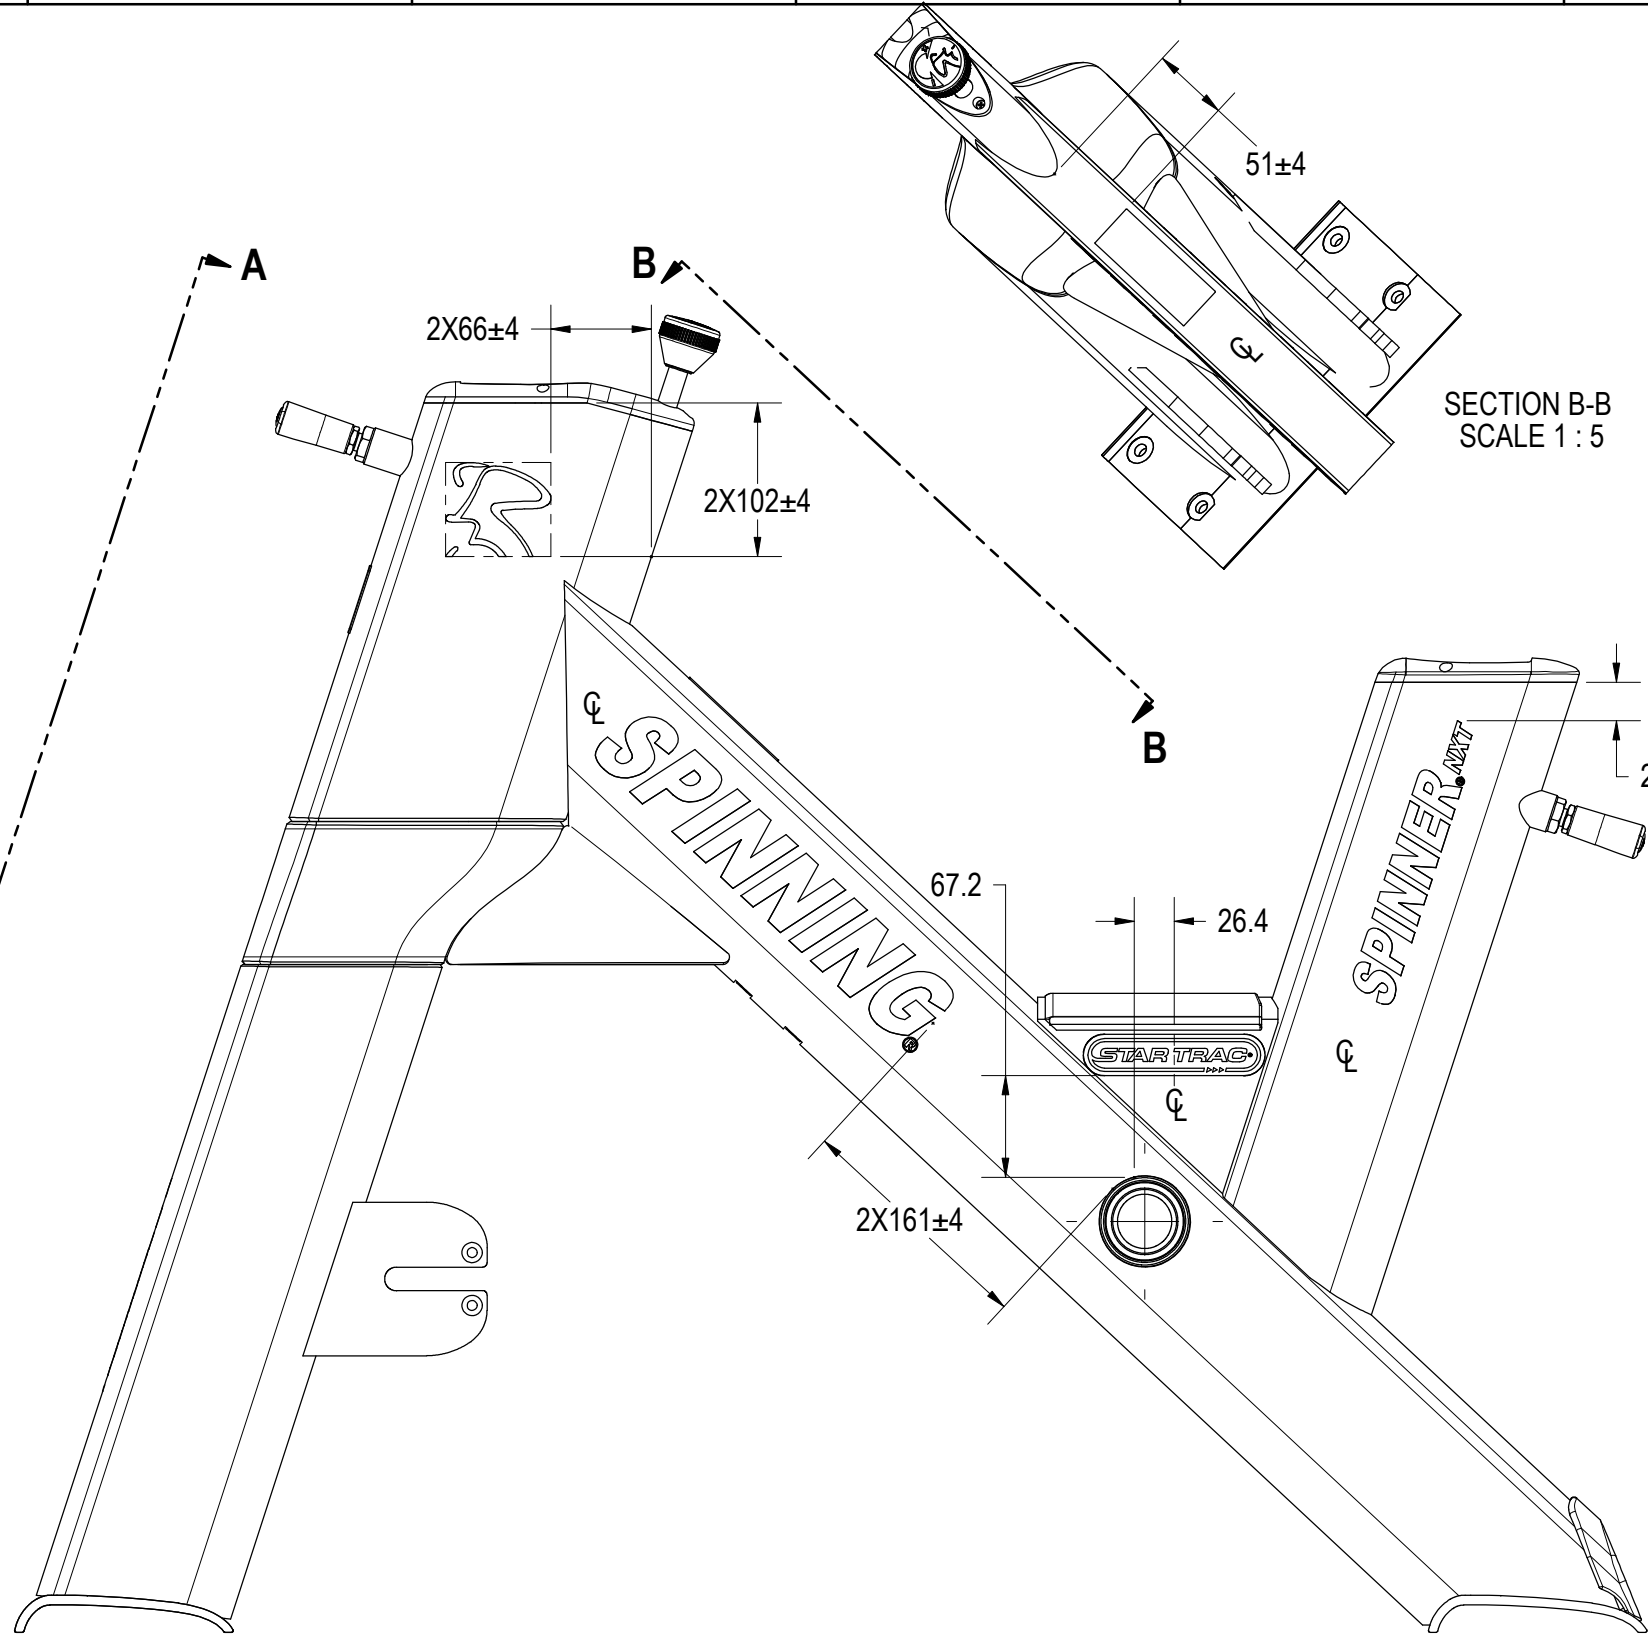 51±4
A
B
2X66±4
SECTION B-B
SCALE 1 : 5
2X102±4
℄
℄
SPINNING®
B
SPINNER® NXT
2
67.2
26.4
STAR TRAC®
℄
℄
2X161±4